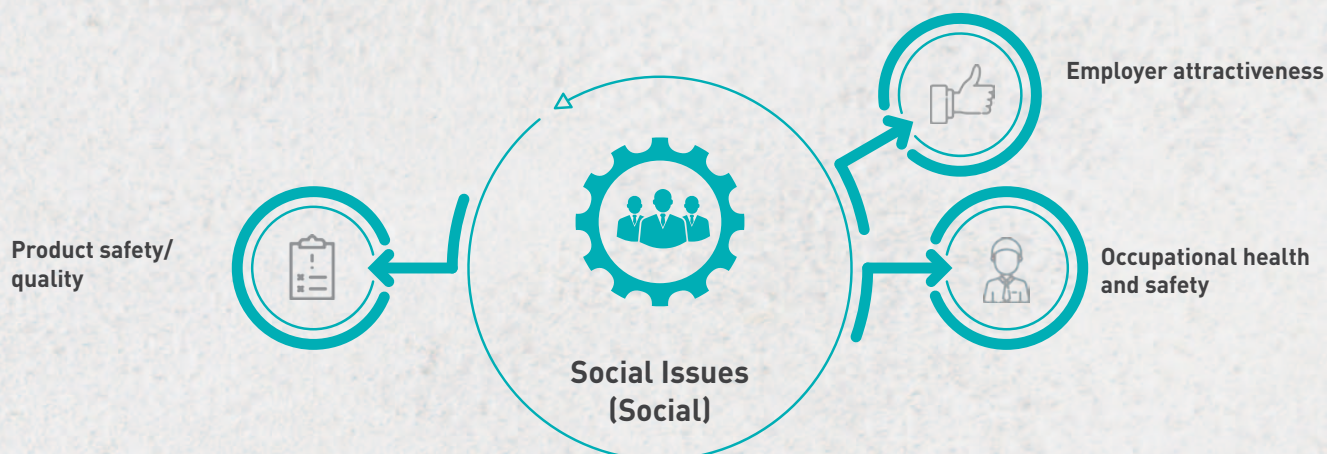 Employer attractiveness
Product safety/
quality
Occupational health
and safety
Social Issues
(Social)